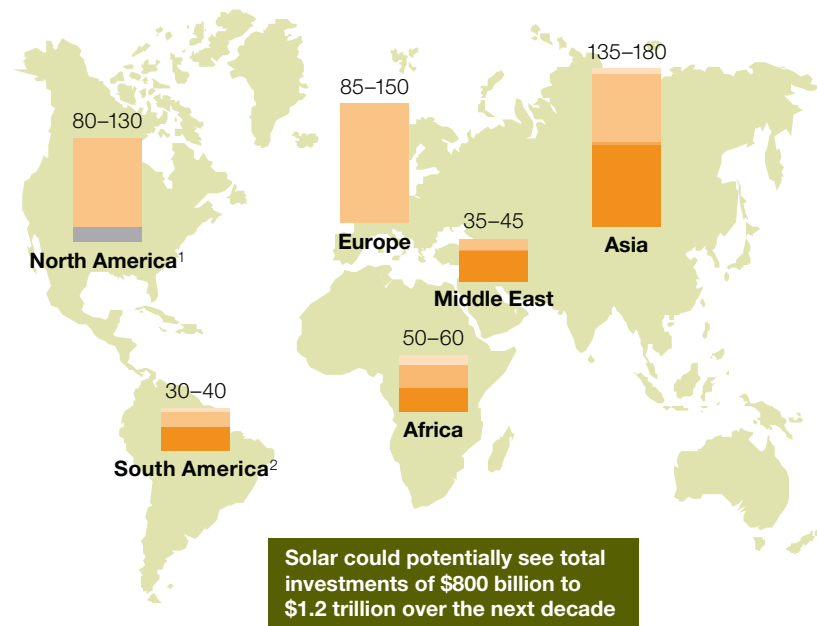 135–180
85–150
80–130
35–45
Europe
Asia
North America¹
Middle East
50–60
30–40
Africa
South America²
Solar could potentially see total
investments of $800 billion to
$1.2 trillion over the next decade